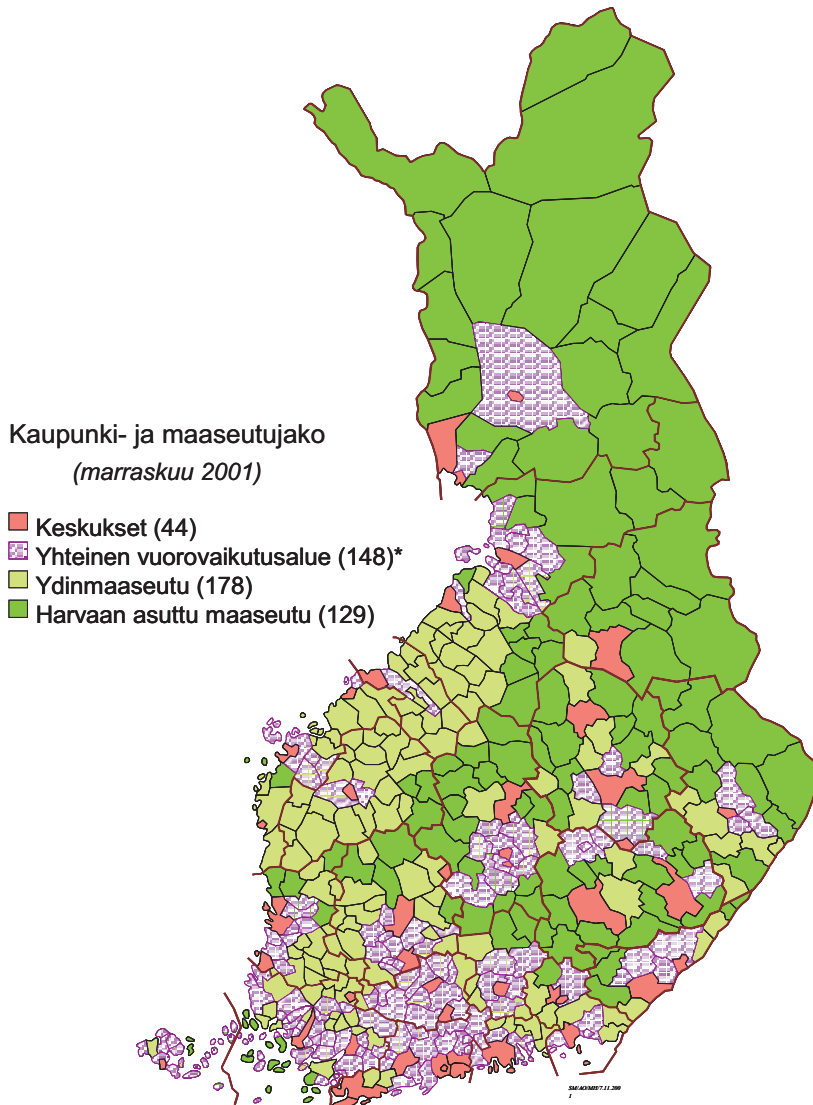 Kaupunki- ja maaseutujako
(marraskuu 2001)
Keskukset (44)
Yhteinen vuorovaikutusalue (148)*
Ydinmaaseutu (178)
Harvaan asuttu maaseutu (129)